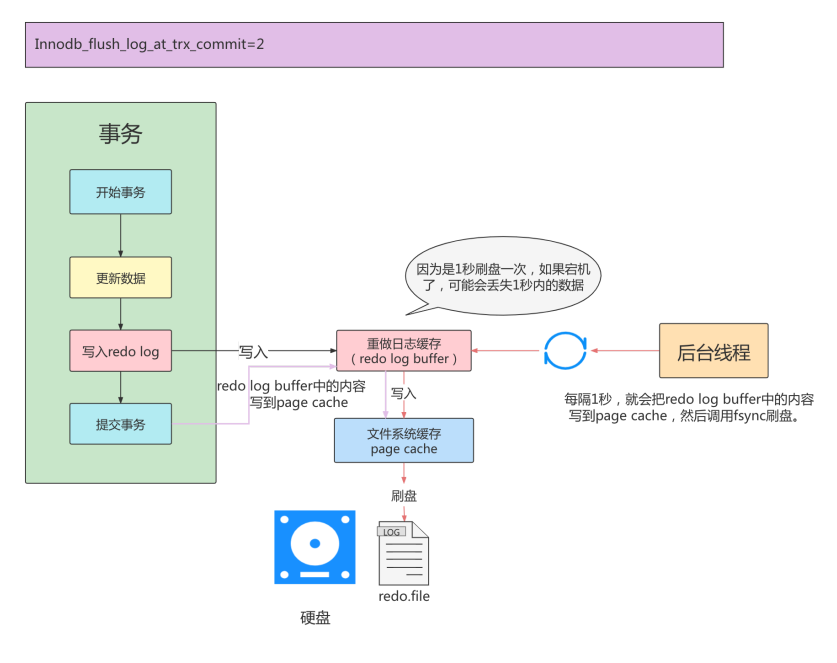 Innodb_flush_log_at_trx_commit=2
事务
开始事务
更新数据
写入redo log
提交事务
写入
redo log buffer中的内容
写到page cache
因为是1秒刷盘一次，如果宕机
了，可能会丢失1秒内的数据
重做日志缓存
（ redo log buffer ）
写入
文件系统缓存
page cache
刷盘
LOG
redo.file
硬盘
后台线程
每隔1秒，就会把redo log buffer中的内容
写到page cache，然后调用fsync刷盘。